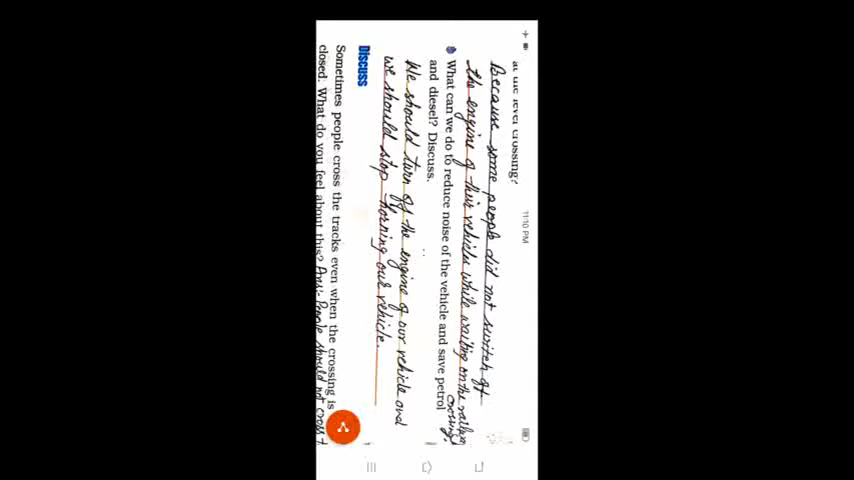 11:10 PM
at the level crossing?
Because some people did not switch off
the engine of their vehicles while waiting on the railway
crossing.
What can we do to reduce noise of the vehicle and save petrol
and diesel? Discuss.
We should turn off the engine of our vehicle and
we should stop horning our vehicle.
DISCUSS
Sometimes people cross the tracks even when the crossing is
closed. What do you feel about this? Ans:- People should not cross t